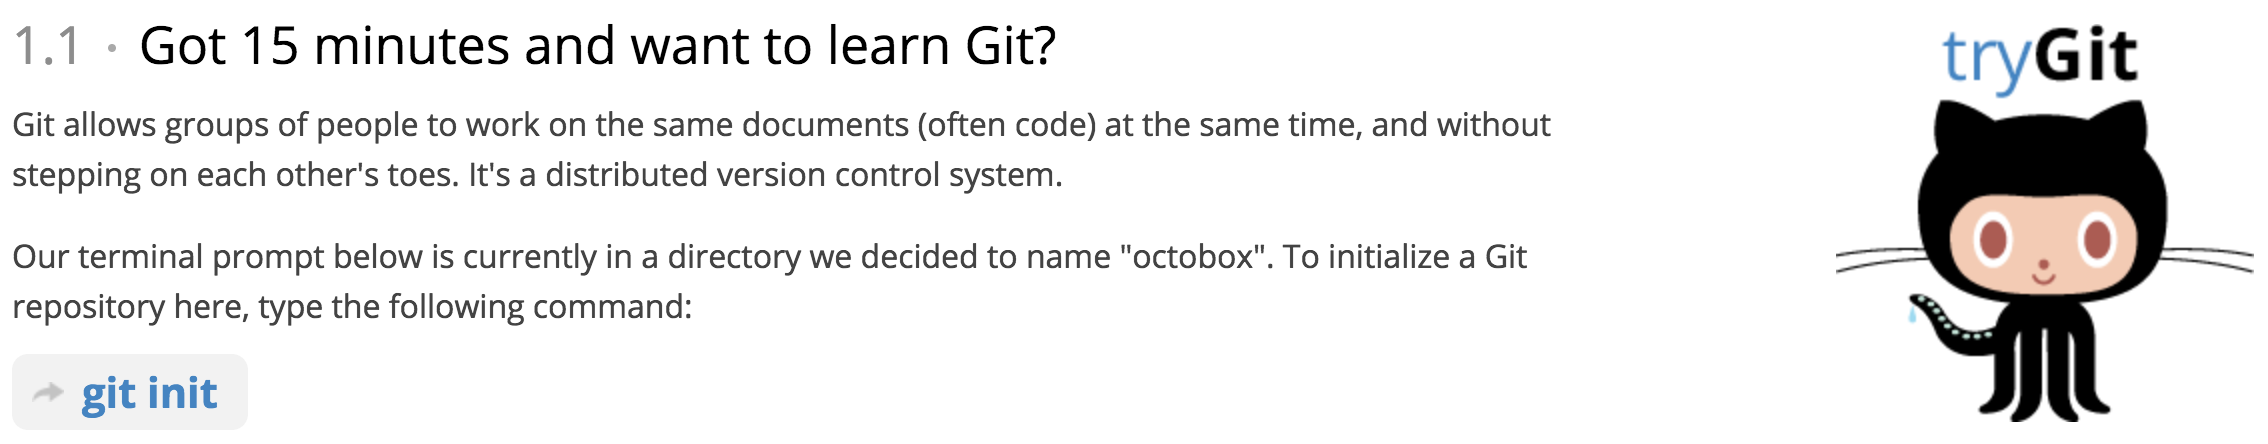 1.1 · Got 15 minutes and want to learn Git?
tryGit
Git allows groups of people to work on the same documents (often code) at the same time, and without
stepping on each other's toes. It's a distributed version control system.
Our terminal prompt below is currently in a directory we decided to name "octobox". To initialize a Git
repository here, type the following command:
git init